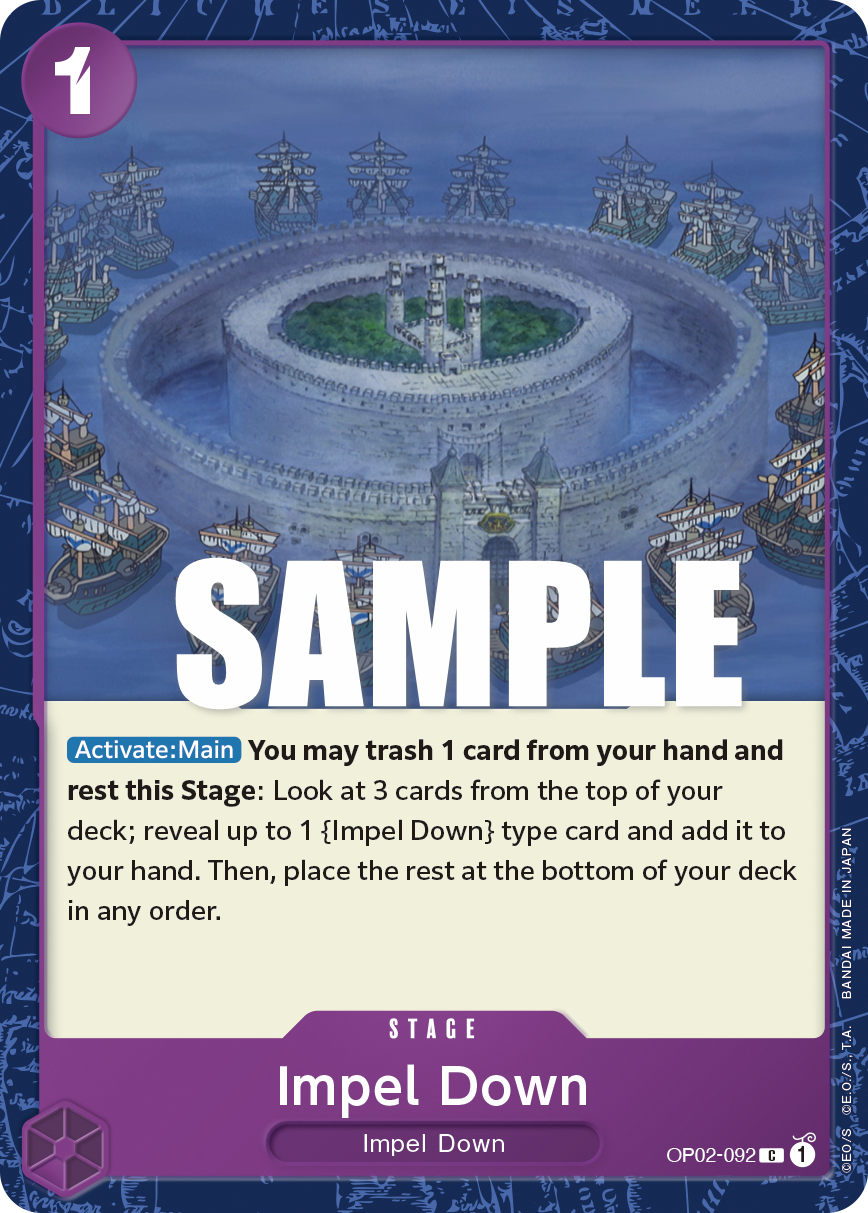 1
SAMPLE
Activate:Main You may trash 1 card from your hand and
rest this Stage: Look at 3 cards from the top of your
deck; reveal up to 1 {Impel Down} type card and add it to
your hand. Then, place the rest at the bottom of your deck
in any order.
STAGE
Impel Down
Impel Down
OP02-092 C 1
©EO/S ©E.O./S., T.A. BANDAI MADE IN JAPAN